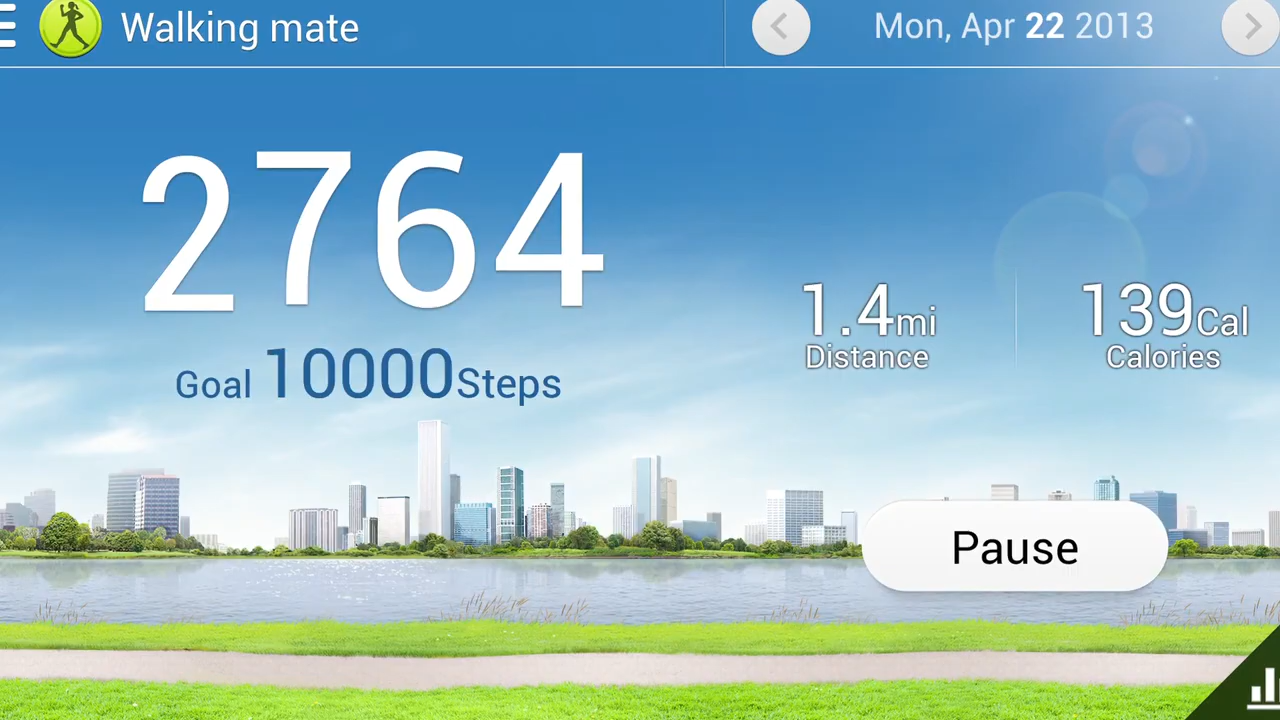 Walking mate
Mon, Apr 22 2013
2764
Goal 10000Steps
1.4mi
Distance
139Cal
Calories
Pause